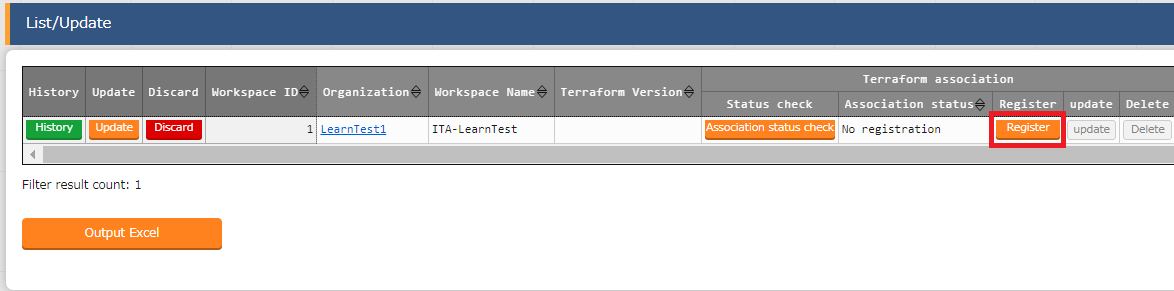 List/Update
Terraform association
History Update Discard Workspace ID Organization Workspace Name Terraform Version Status check Association status Register update Delete
History Update Discard 1 LearnTest1 ITA-LearnTest Association status check No registration Register update Delete
Filter result count: 1
Output Excel